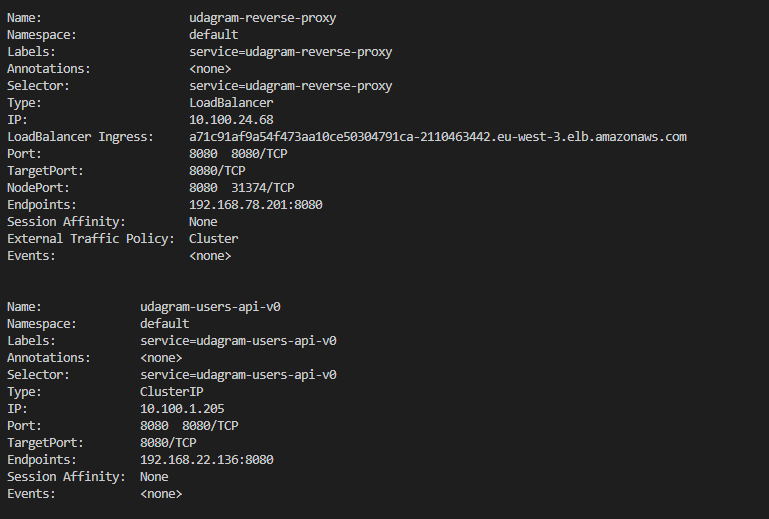 Name:                     udagram-reverse-proxy
Namespace:                default
Labels:                   service=udagram-reverse-proxy
Annotations:              <none>
Selector:                 service=udagram-reverse-proxy
Type:                     LoadBalancer
IP:                       10.100.24.68
LoadBalancer Ingress:     a71c91af9a54f473aa10ce50304791ca-2110463442.eu-west-3.elb.amazonaws.com
Port:                     8080  8080/TCP
TargetPort:               8080/TCP
NodePort:                 8080  31374/TCP
Endpoints:                192.168.78.201:8080
Session Affinity:         None
External Traffic Policy:  Cluster
Events:                   <none>

Name:              udagram-users-api-v0
Namespace:         default
Labels:            service=udagram-users-api-v0
Annotations:       <none>
Selector:          service=udagram-users-api-v0
Type:              ClusterIP
IP:                10.100.1.205
Port:              8080  8080/TCP
TargetPort:        8080/TCP
Endpoints:         192.168.22.136:8080
Session Affinity:  None
Events:            <none>